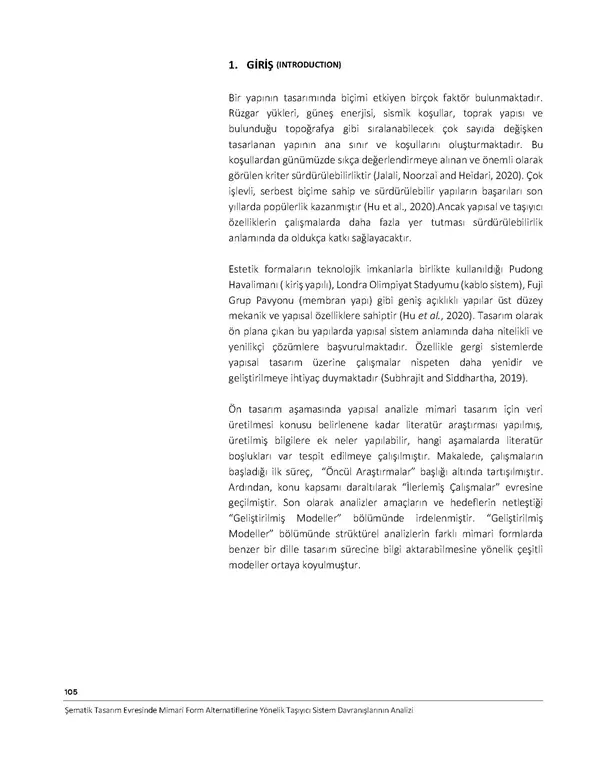 1. GİRİŞ (INTRODUCTION)
Bir yapının tasarımında biçimi etkiyen birçok faktör bulunmaktadır.
Rüzgar yükleri, güneş enerjisi, sismik koşullar, toprak yapısı ve
bulunduğu topoğrafya gibi sıralanabilecek çok sayıda değişken
tasarlanan yapının ana sınır ve koşullarını oluşturmaktadır. Bu
koşullardan günümüzde sıkça değerlendirmeye alınan ve önemli olarak
görülen kriter sürdürülebilirliktir (Jalali, Noorzai and Heidari, 2020). Çok
işlevli, serbest biçime sahip ve sürdürülebilir yapıların başarıları son
yıllarda popülerlik kazanmıştır (Hu et al., 2020).Ancak yapısal ve taşıyıcı
özelliklerin çalışmalarda daha fazla yer tutması sürdürülebilirlik
anlamında da oldukça katkı sağlayacaktır.
Estetik formaların teknolojik imkanlarla birlikte kullanıldığı Pudong
Havalimanı ( kiriş yapılı), Londra Olimpiyat Stadyumu (kablo sistem), Fuji
Grup Pavyonu (membran yapı) gibi geniş açıklıklı yapılar üst düzey
mekanik ve yapısal özelliklere sahiptir (Hu et al., 2020). Tasarım olarak
ön plana çıkan bu yapılarda yapısal sistem anlamında daha nitelikli ve
yenilikçi çözümlere başvurulmaktadır. Özellikle gergi sistemlerde
yapısal tasarım üzerine çalışmalar nispeten daha yenidir ve
geliştirilmeye ihtiyaç duymaktadır (Subhrajit and Siddhartha, 2019).
Ön tasarım aşamasında yapısal analizle mimari tasarım için veri
üretilmesi konusu belirlenene kadar literatür araştırması yapılmış,
üretilmiş bilgilere ek neler yapılabilir, hangi aşamalarda literatür
boşlukları var tespit edilmeye çalışılmıştır. Makalede, çalışmaların
başladığı ilk süreç, “Öncül Araştırmalar” başlığı altında tartışılmıştır.
Ardından, konu kapsamı daraltılarak “İlerlemiş Çalışmalar” evresine
geçilmiştir. Son olarak analizler amaçların ve hedeflerin netleştiği
“Geliştirilmiş Modeller” bölümünde irdelenmiştir. “Geliştirilmiş
Modeller” bölümünde strüktürel analizlerin farklı mimari formlarda
benzer bir dille tasarım sürecine bilgi aktarabilmesine yönelik çeşitli
modeller ortaya koyulmuştur.
105
Şematik Tasarım Evresinde Mimari Form Alternatiflerine Yönelik Taşıyıcı Sistem Davranışlarının Analizi